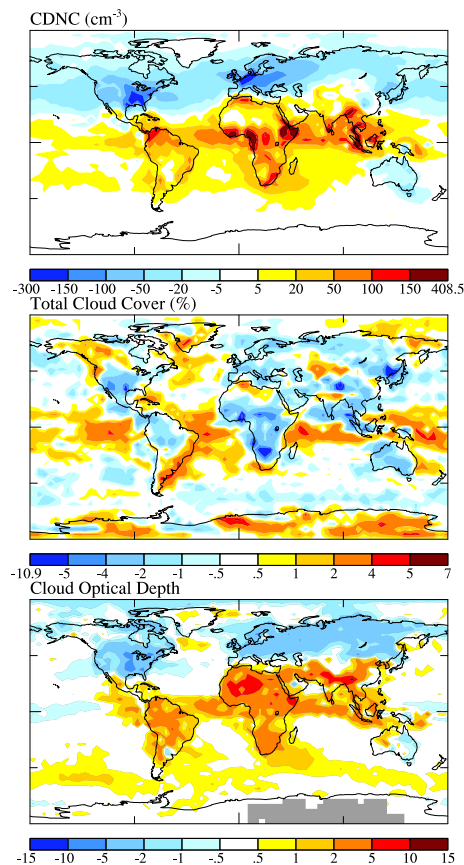 CDNC (cm-3)
-300 -150 -100 -50 -20 -5 5 20 50 100 150 408.5
Total Cloud Cover (%)
-10.9 -5 -4 -2 -1 -.5 .5 1 2 4 5 7
Cloud Optical Depth
-15 -10 -5 -2 -1 -.5 .5 1 2 5 10 15